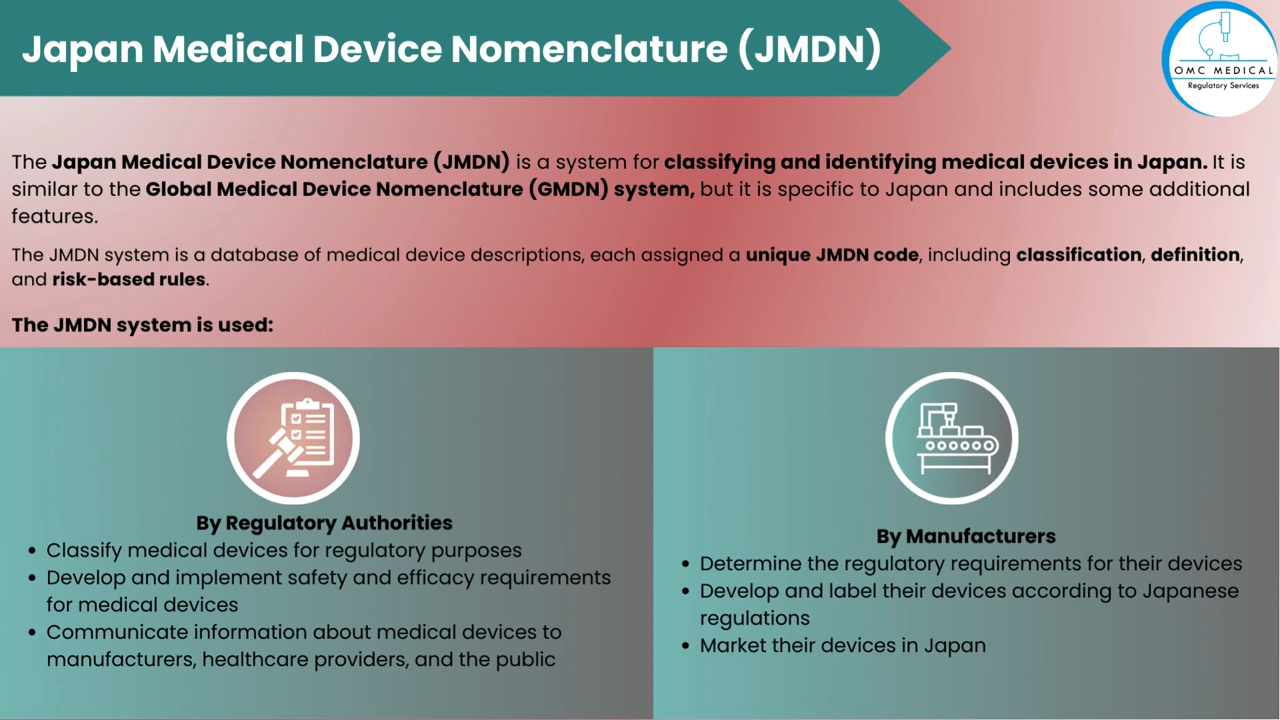 Japan Medical Device Nomenclature (JMDN)
OMC MEDICAL
Regulatory Services
The Japan Medical Device Nomenclature (JMDN) is a system for classifying and identifying medical devices in Japan. It is
similar to the Global Medical Device Nomenclature (GMDN) system, but it is specific to Japan and includes some additional
features.
The JMDN system is a database of medical device descriptions, each assigned a unique JMDN code, including classification, definition,
and risk-based rules.
The JMDN system is used:
By Regulatory Authorities
• Classify medical devices for regulatory purposes
• Develop and implement safety and efficacy requirements
for medical devices
• Communicate information about medical devices to
manufacturers, healthcare providers, and the public
By Manufacturers
• Determine the regulatory requirements for their devices
• Develop and label their devices according to Japanese
regulations
• Market their devices in Japan